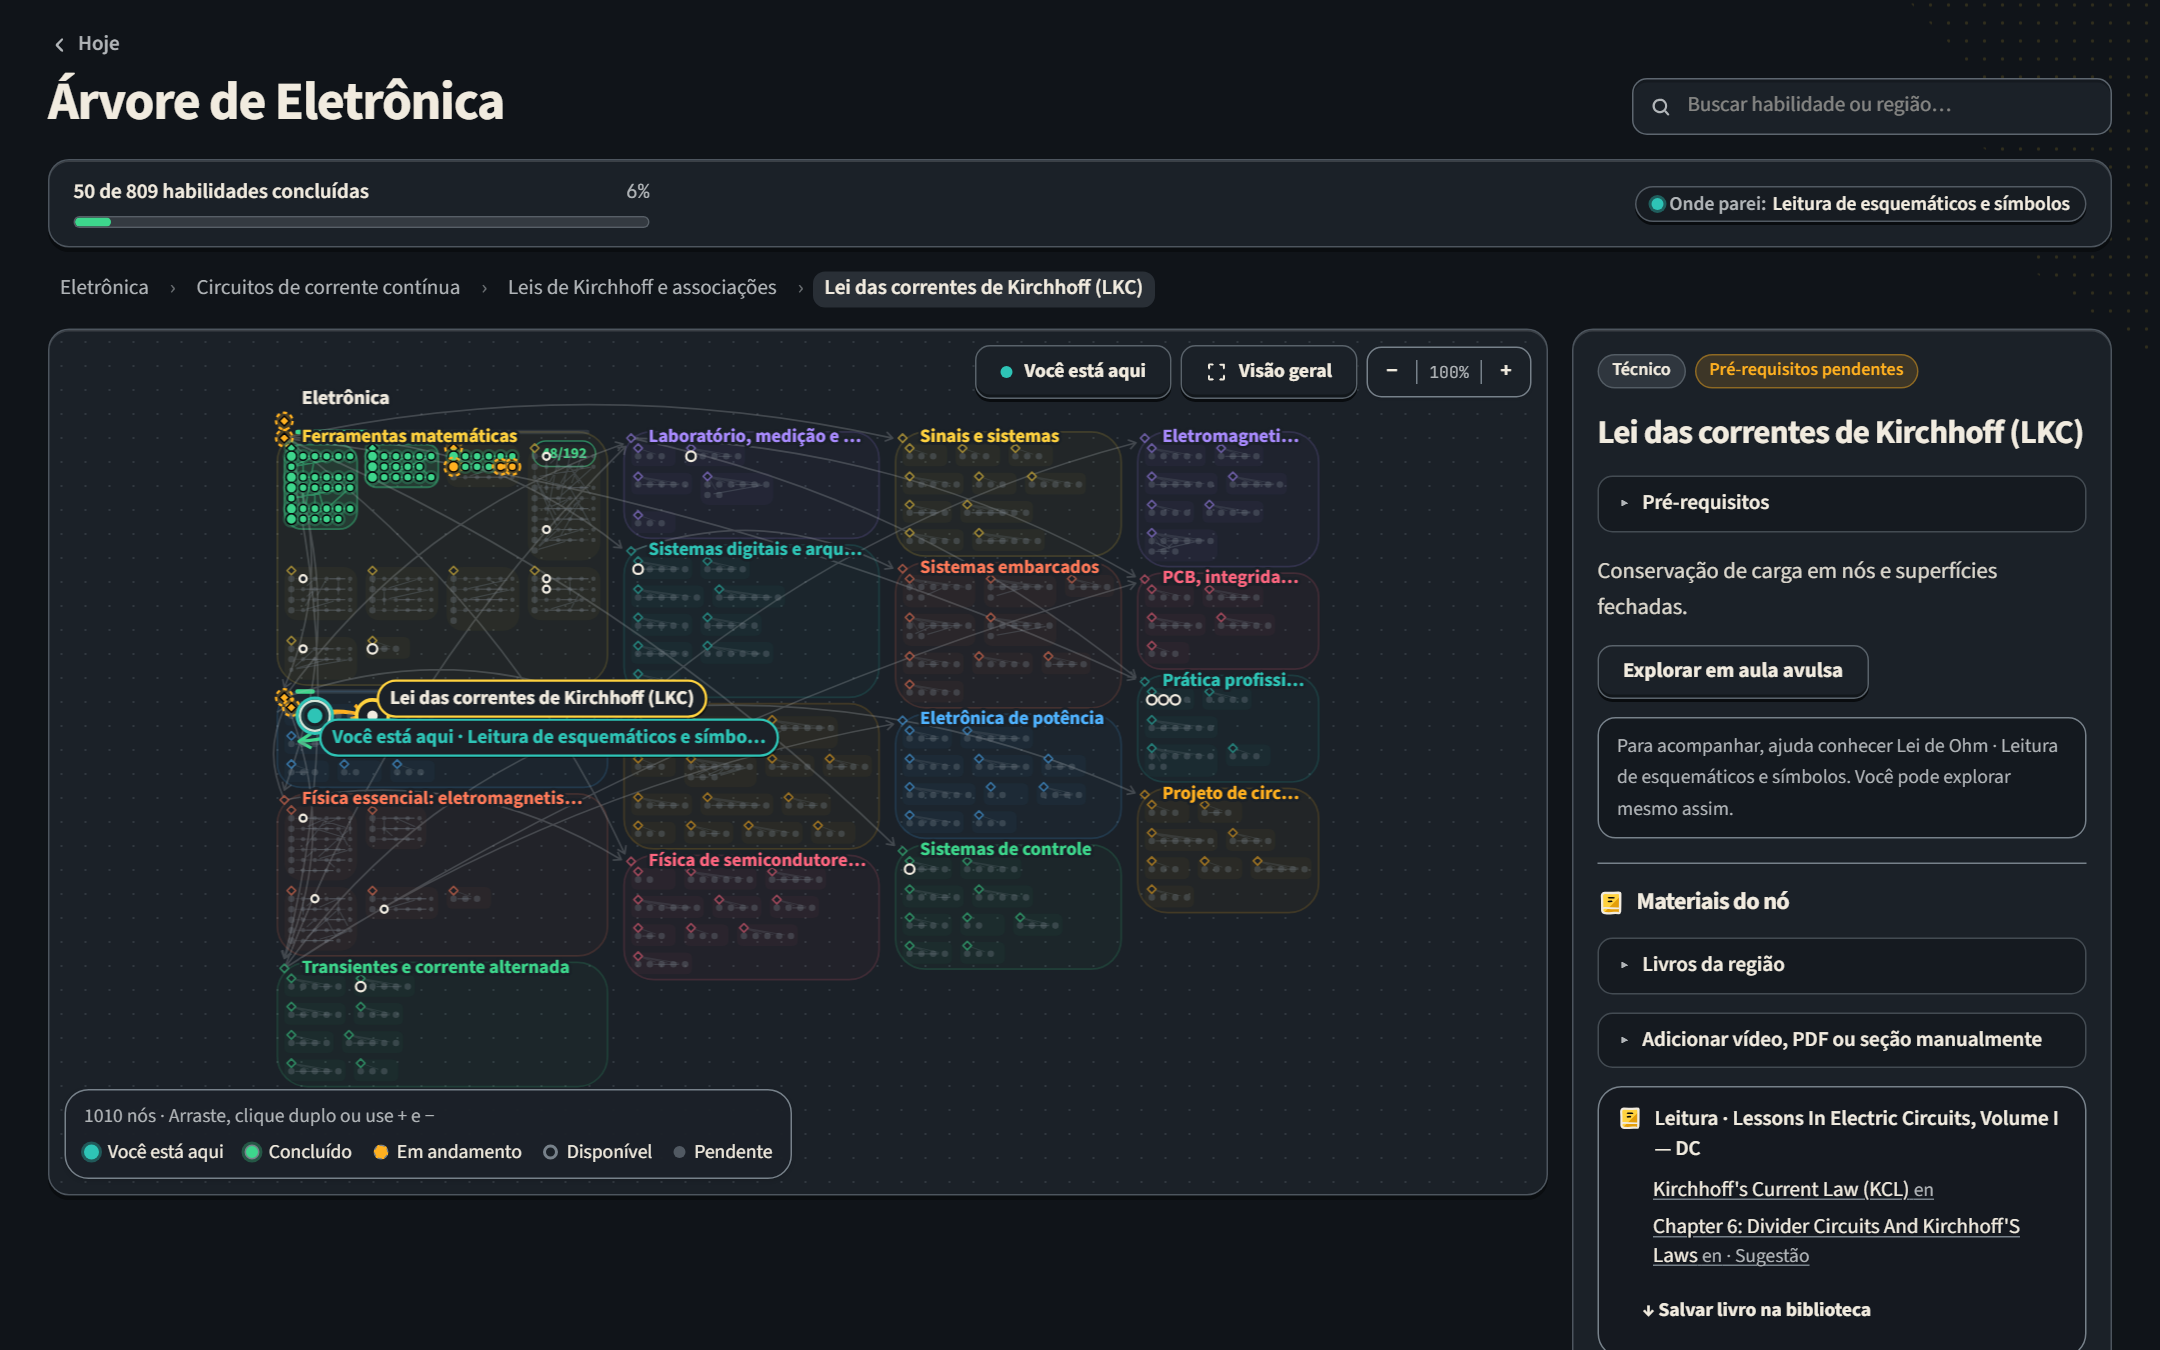 Hoje
Árvore de Eletrônica
Buscar habilidade ou região…
50 de 809 habilidades concluídas
6%
Onde parei: Leitura de esquemáticos e símbolos
Eletrônica › Circuitos de corrente contínua › Leis de Kirchhoff e associações › Lei das correntes de Kirchhoff (LKC)
Você está aqui
Visão geral
− 100% +
Eletrônica
Ferramentas matemáticas
8/192
Laboratório, medição e …
Sinais e sistemas
Eletromagneti…
Sistemas digitais e arqu…
Sistemas embarcados
PCB, integrida…
Prática profissi…
Lei das correntes de Kirchhoff (LKC)
Você está aqui · Leitura de esquemáticos e símbo…
Eletrônica de potência
Física essencial: eletromagnetis…
Projeto de circ…
Física de semicondutore…
Sistemas de controle
Transientes e corrente alternada
1010 nós · Arraste, clique duplo ou use + e −
Você está aqui
Concluído
Em andamento
Disponível
Pendente
Técnico
Pré-requisitos pendentes
Lei das correntes de Kirchhoff (LKC)
Pré-requisitos
Conservação de carga em nós e superfícies
fechadas.
Explorar em aula avulsa
Para acompanhar, ajuda conhecer Lei de Ohm · Leitura
de esquemáticos e símbolos. Você pode explorar
mesmo assim.
Materiais do nó
Livros da região
Adicionar vídeo, PDF ou seção manualmente
Leitura · Lessons In Electric Circuits, Volume I
— DC
Kirchhoff's Current Law (KCL) en
Chapter 6: Divider Circuits And Kirchhoff'S
Laws en · Sugestão
↓ Salvar livro na biblioteca